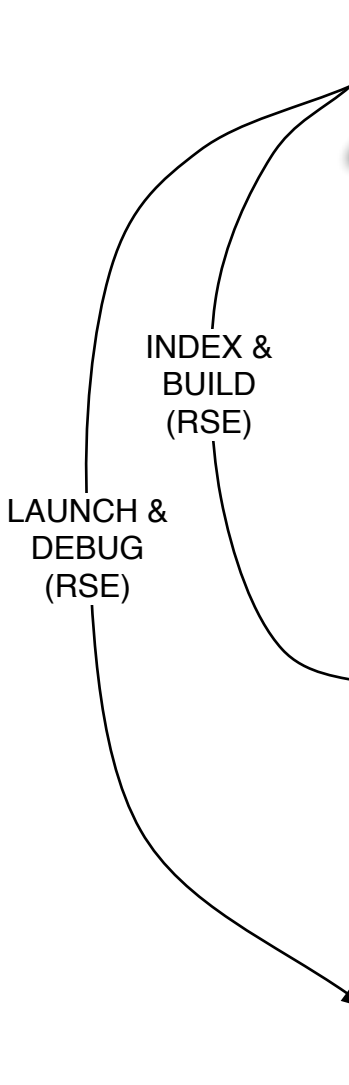 INDEX &
BUILD
(RSE)
LAUNCH &
DEBUG
(RSE)